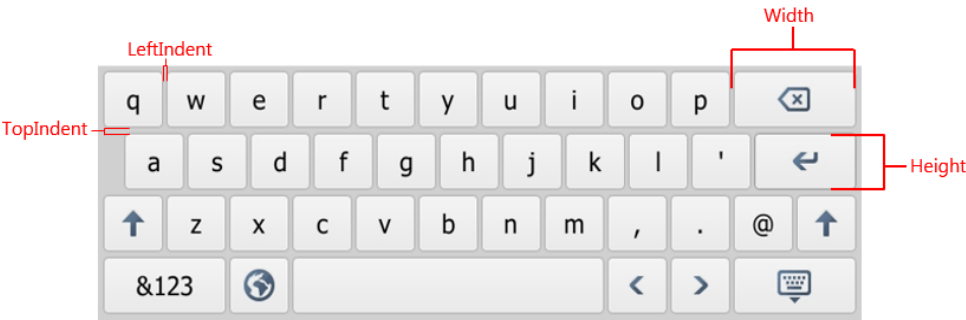 Width
LeftIndent
q w e r t y u i o p
TopIndent
a s d f g h j k l '
Height
z x c v b n m , . @
&123